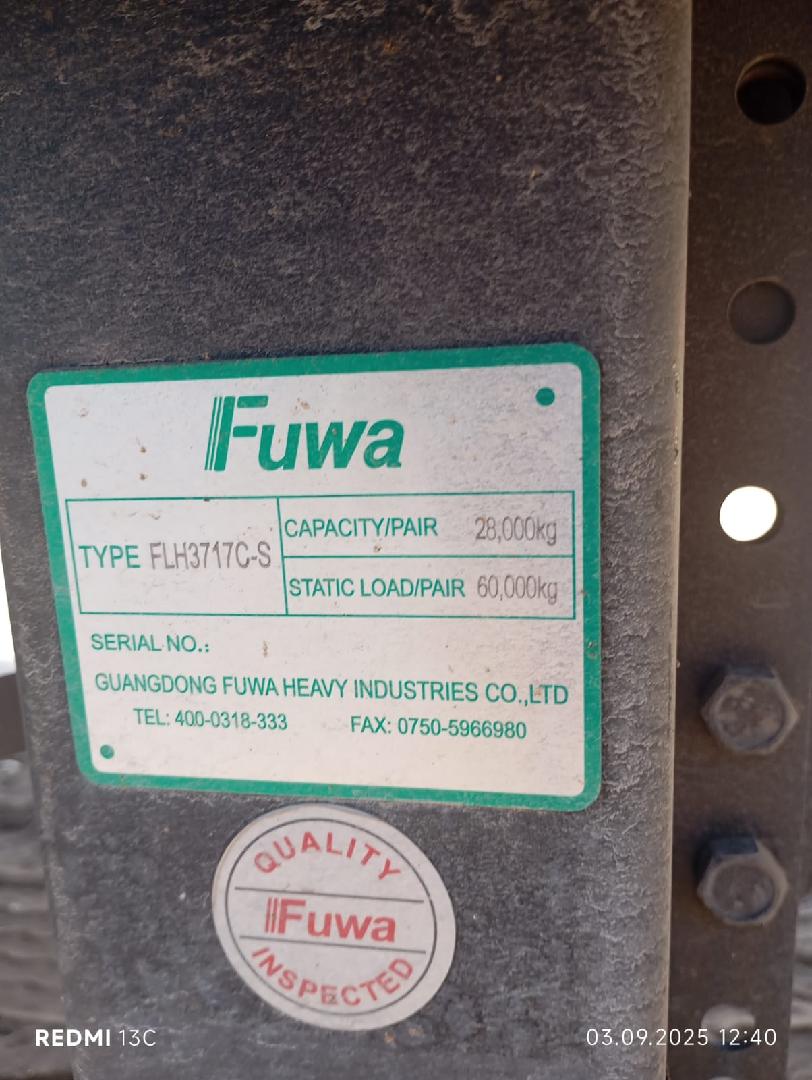 Fuwa
TYPE FLH3717C-S
CAPACITY/PAIR 28,000kg
STATIC LOAD/PAIR 60,000kg
SERIAL NO.:
GUANGDONG FUWA HEAVY INDUSTRIES CO.,LTD
TEL: 400-0318-333 FAX: 0750-5966980
QUALITY
Fuwa
INSPECTED
REDMI 13C
03.09.2025 12:40